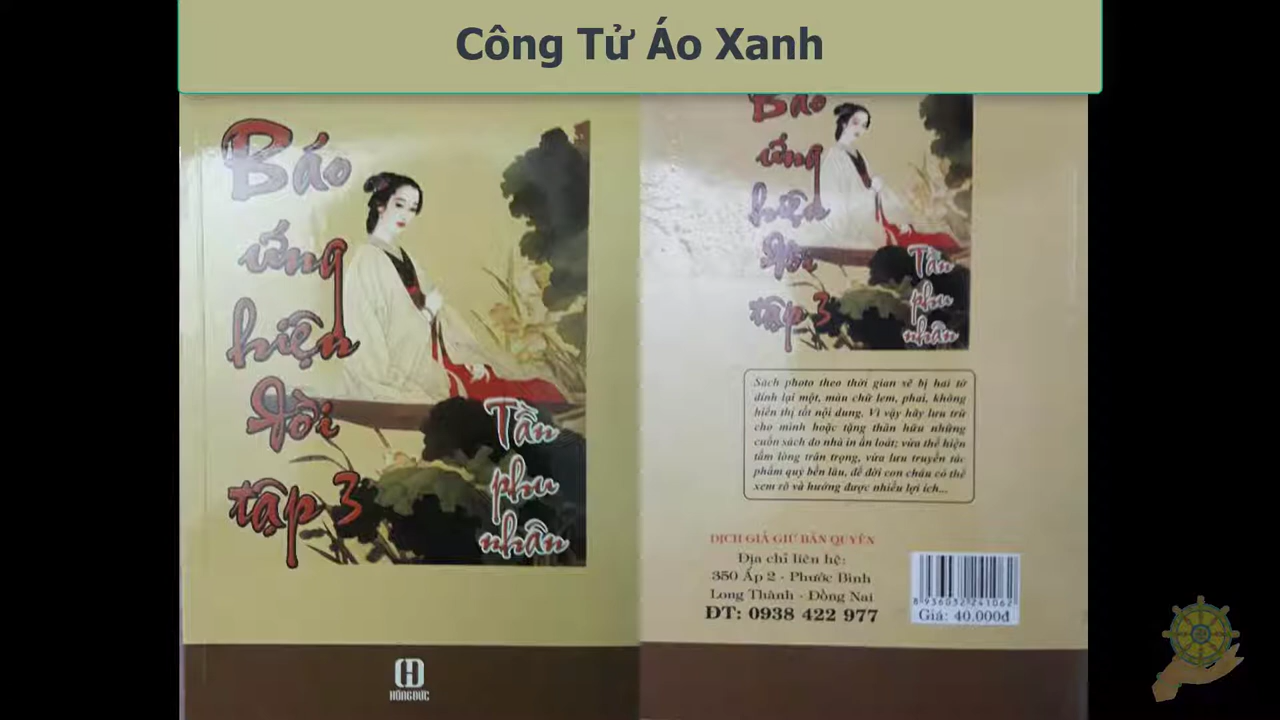 Công Tử Áo Xanh
Báo
ứng
hiện
đời
tập 3
Tần
phu
nhân
HỒNG ĐỨC
Báo
ứng
hiện
đời
tập 3
Tần
phu
nhân
Sách photo theo thời gian sẽ bị hai tờ
dính lại một, màu chữ lem, phai, không
hiển thị tốt nội dung. Vì vậy hãy lưu trữ
cho mình hoặc tặng thân hữu những
cuốn sách do nhà in ấn loát; vừa thể hiện
tấm lòng trân trọng, vừa lưu truyền tác
phẩm quý bền lâu, để đời con cháu có thể
xem rõ và hưởng được nhiều lợi ích...
DỊCH GIẢ GIỮ BẢN QUYỀN
Địa chỉ liên hệ:
350 Ấp 2 - Phước Bình
Long Thành - Đồng Nai
ĐT: 0938 422 977
8 936032 241062
Giá: 40.000đ